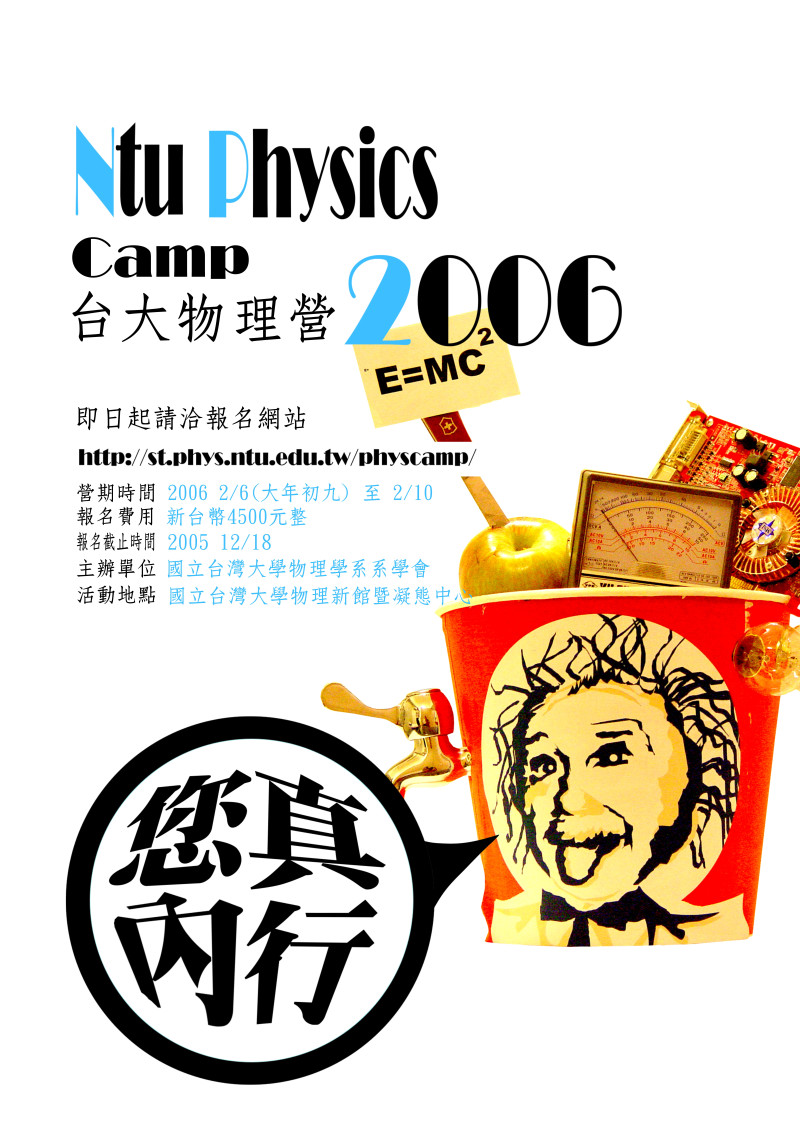 Ntu Physics
Camp
台大物理營 2006
E=MC²
即日起請洽報名網站
http://st.phys.ntu.edu.tw/physcamp/
營期時間 2006 2/6(大年初九) 至 2/10
報名費用 新台幣4500元整
報名截止時間 2005 12/18
主辦單位 國立台灣大學物理學系系學會
活動地點 國立台灣大學物理新館暨凝態中心
您真
內行